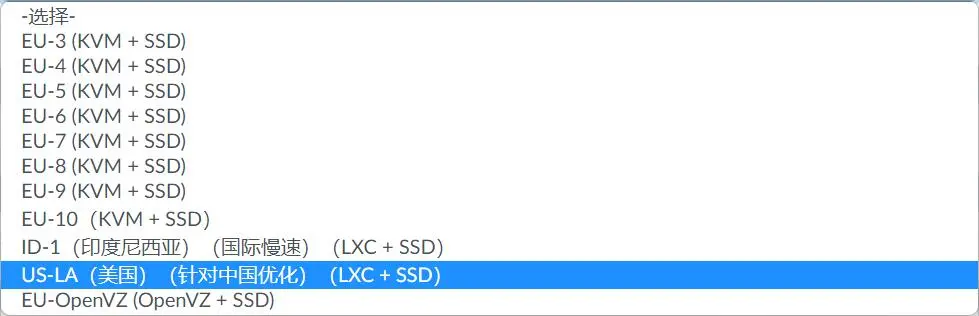 -选择-
EU-3 (KVM + SSD)
EU-4 (KVM + SSD)
EU-5 (KVM + SSD)
EU-6 (KVM + SSD)
EU-7 (KVM + SSD)
EU-8 (KVM + SSD)
EU-9 (KVM + SSD)
EU-10（KVM + SSD）
ID-1（印度尼西亚）（国际慢速）（LXC + SSD）
US-LA（美国）（针对中国优化）（LXC + SSD）
EU-OpenVZ (OpenVZ + SSD)